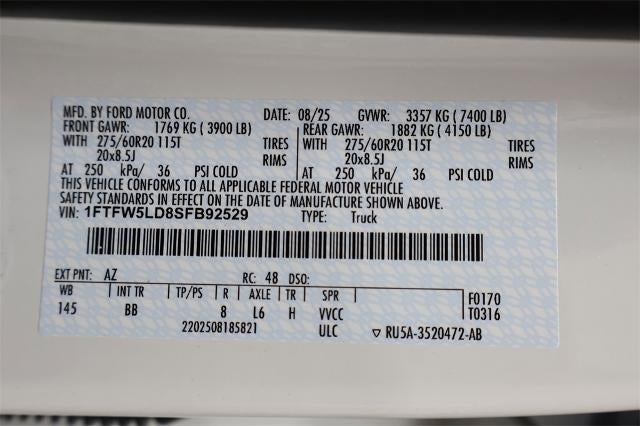 MFD. BY FORD MOTOR CO. DATE: 08/25 GVWR: 3357 KG ( 7400 LB)
FRONT GAWR: 1769 KG ( 3900 LB) REAR GAWR: 1882 KG ( 4150 LB)
WITH 275/60R20 115T TIRES WITH 275/60R20 115T TIRES
20x8.5J RIMS 20x8.5J RIMS
AT 250 kPa/ 36 PSI COLD AT 250 kPa/ 36 PSI COLD
THIS VEHICLE CONFORMS TO ALL APPLICABLE FEDERAL MOTOR VEHICLE
SAFETY STANDARDS IN EFFECT ON THE DATE OF MANUFACTURE SHOWN ABOVE.
VIN: 1FTFW5LD8SFB92529 TYPE: Truck
EXT PNT: AZ RC: 48 DSO:
WB INT TR TP/PS R AXLE TR SPR F0170
145 BB 8 L6 H VVCC T0316
2202508185821 ULC ▽ RU5A-3520472-AB